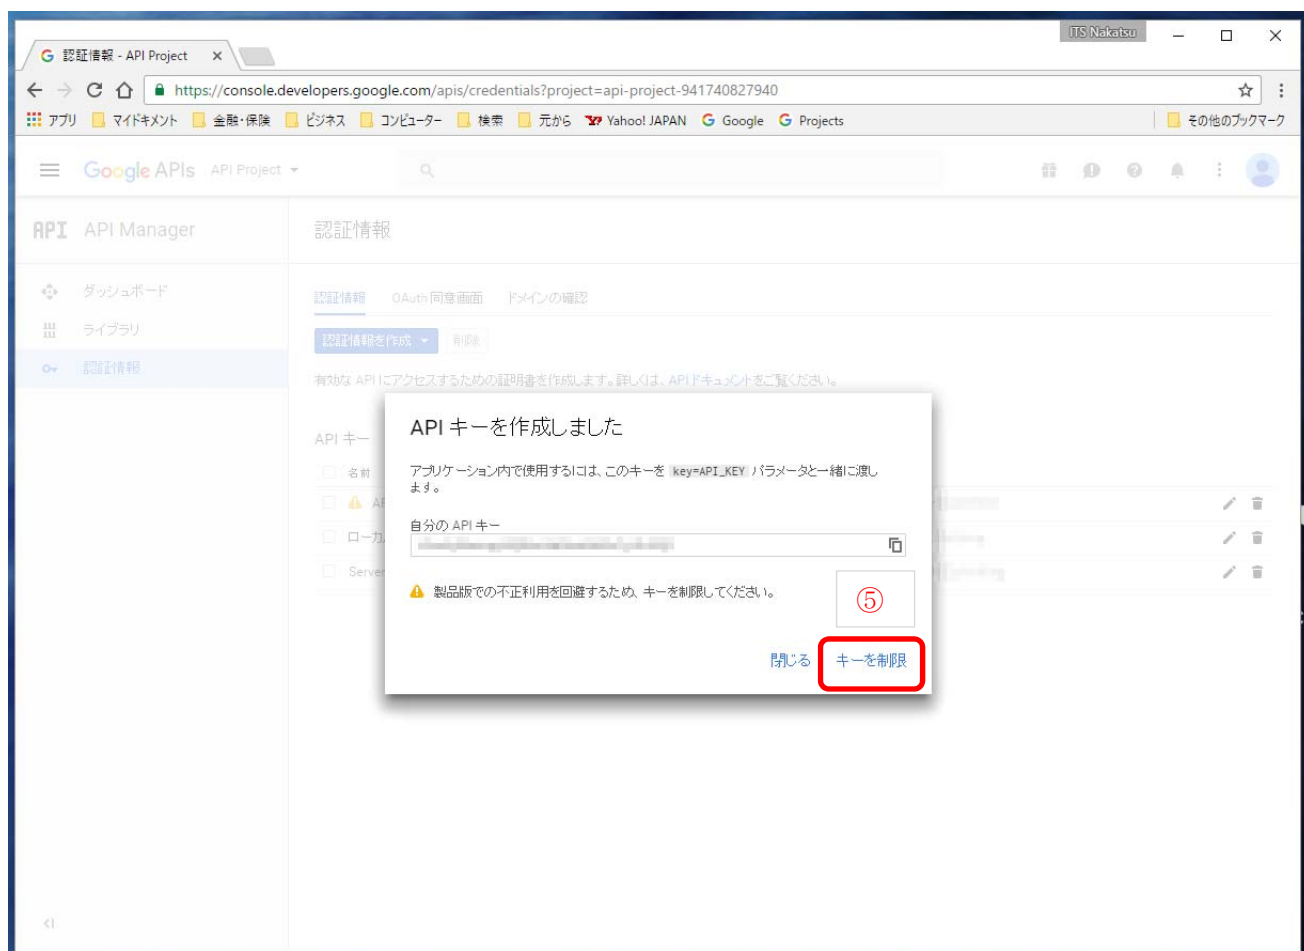 ITS Nakatsu
認証情報 - API Project
https://console.developers.google.com/apis/credentials?project=api-project-941740827940
アプリ マイドキメント 金融・保険 ビジネス コンピューター 検索 元から Yahoo! JAPAN Google Projects その他のブックマーク
Google APIs API Project
API API Manager 認証情報
ダッシュボード
認証情報 OAuth 同意画面 ドメインの確認
ライブラリ
認証情報を作成 削除
認証情報
有効な API にアクセスするための証明書を作成します。詳しくは、API ドキュメントをご覧ください。
API キー
名前
ローカ
Server
API キーを作成しました
アプリケーション内で使用するには、このキーを key=API_KEY パラメータと一緒に渡し
ます。
自分の API キー
製品版での不正利用を回避するため、キーを制限してください。
⑤
閉じる キーを制限